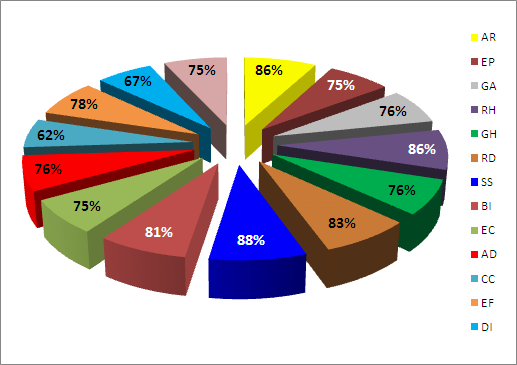 86%
75%
76%
86%
76%
83%
88%
81%
75%
76%
62%
78%
67%
75%
AR
EP
GA
RH
GH
RD
SS
BI
EC
AD
CC
EF
DI